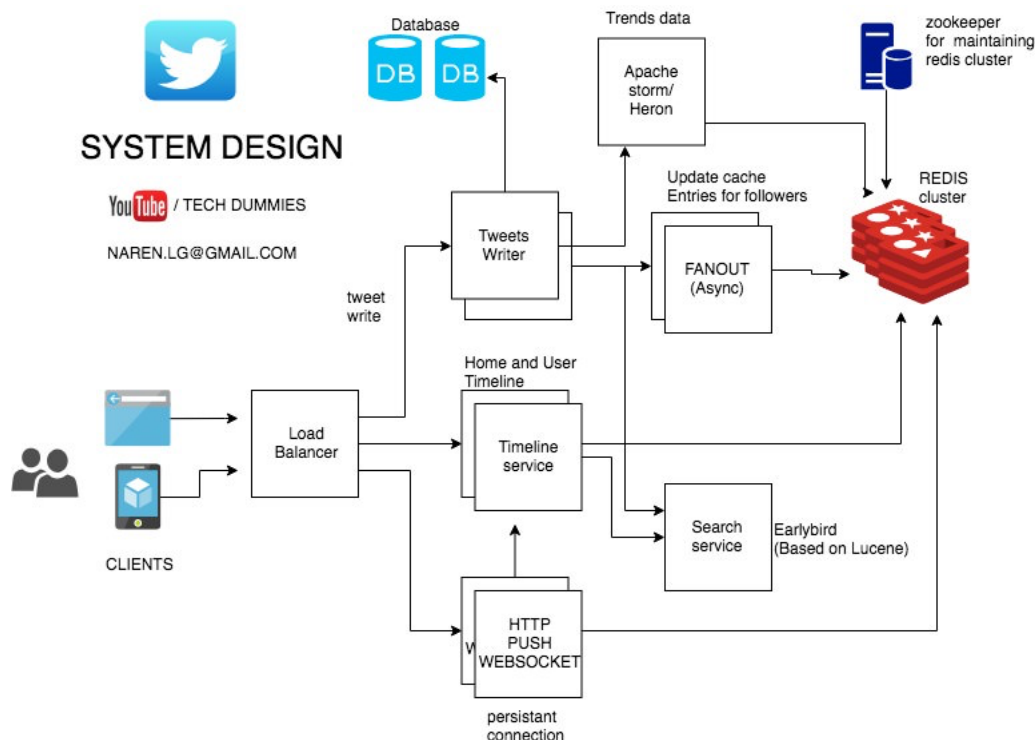 Database
DB
DB
Trends data
Apache
storm/
Heron
zookeeper
for maintaining
redis cluster
SYSTEM DESIGN
YouTube / TECH DUMMIES
NAREN.LG@GMAIL.COM
Tweets
Writer
Update cache
Entries for followers
FANOUT
(Async)
REDIS
cluster
tweet
write
Home and User
Timeline
Load
Balancer
Timeline
service
Search
service
Earlybird
(Based on Lucene)
CLIENTS
W
HTTP
PUSH
WEBSOCKET
persistant
connection